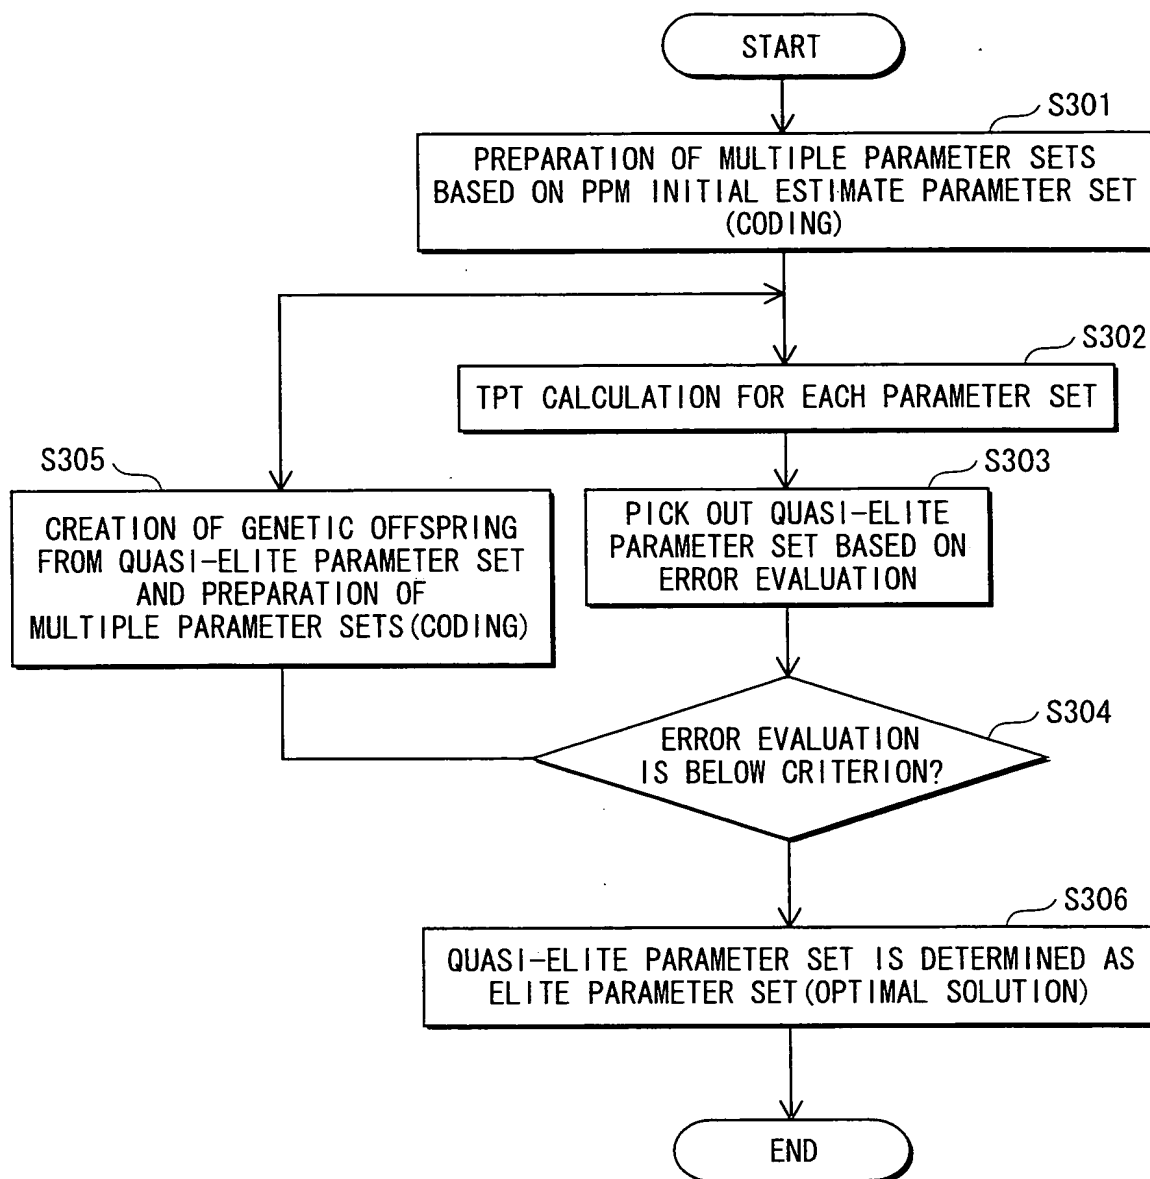 START
S301
PREPARATION OF MULTIPLE PARAMETER SETS
BASED ON PPM INITIAL ESTIMATE PARAMETER SET
(CODING)
S302
TPT CALCULATION FOR EACH PARAMETER SET
S303
PICK OUT QUASI-ELITE
PARAMETER SET BASED ON
ERROR EVALUATION
S305
CREATION OF GENETIC OFFSPRING
FROM QUASI-ELITE PARAMETER SET
AND PREPARATION OF
MULTIPLE PARAMETER SETS(CODING)
S304
ERROR EVALUATION
IS BELOW CRITERION?
S306
QUASI-ELITE PARAMETER SET IS DETERMINED AS
ELITE PARAMETER SET(OPTIMAL SOLUTION)
END